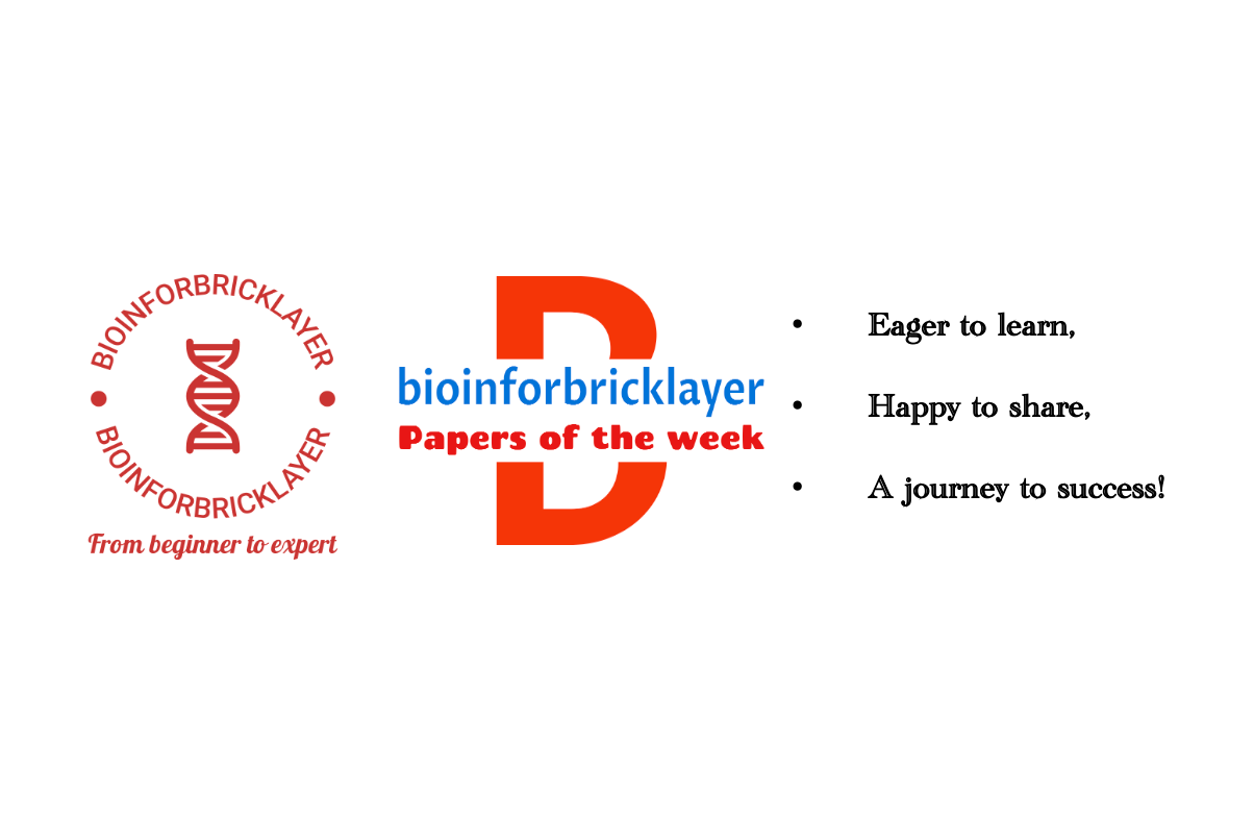 BIOINFORBRICKLAYER
BIOINFORBRICKLAYER
From beginner to expert
B
bioinforbricklayer
Papers of the week
• Eager to learn,
• Happy to share,
• A journey to success!